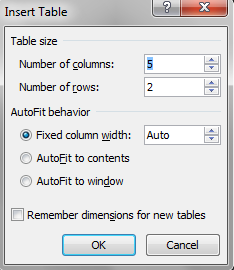 Insert Table
?
Table size
Number of columns: 5
Number of rows: 2
AutoFit behavior
Fixed column width: Auto
AutoFit to contents
AutoFit to window
Remember dimensions for new tables
OK Cancel